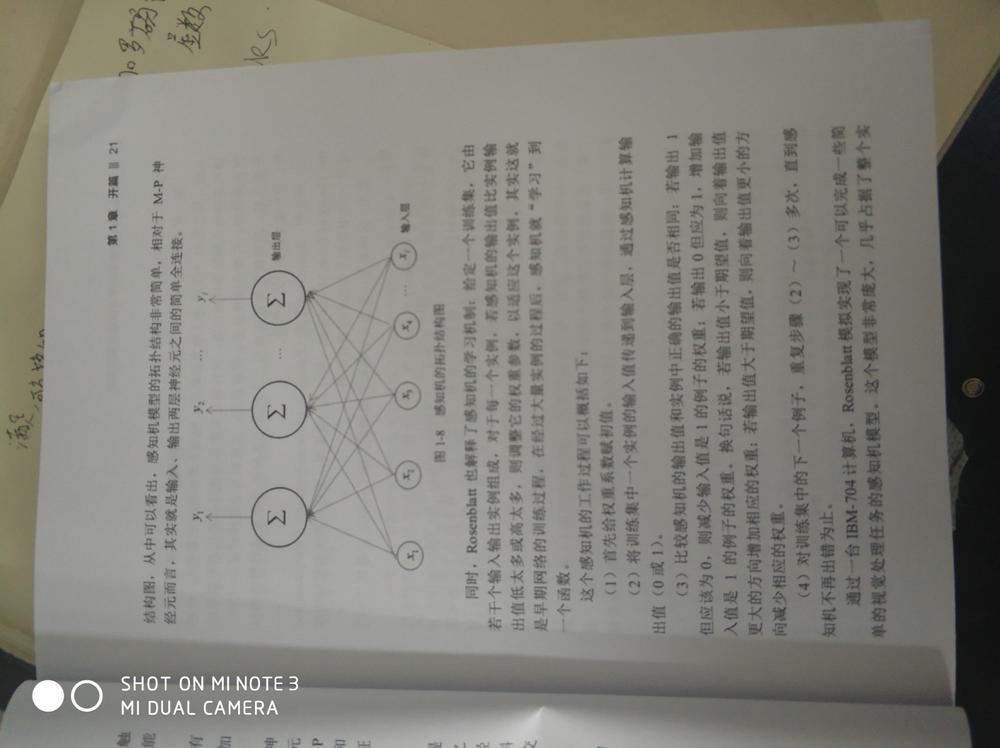 第 1 章 开篇 21
结构图，从中可以看出，感知机模型的拓扑结构非常简单，相对于 M-P 神
经元而言，其实就是输入、输出两层神经元之间的简单全连接。
y₁ y₂ … yⱼ
Σ Σ … Σ 输出层
x₁ x₂ x₃ x₄ … xᵢ 输入层
图 1-8 感知机的拓扑结构图
同时，Rosenblatt 也解释了感知机的学习机制：给定一个训练集，它由
若干个输入输出实例组成，对于每一个实例，若感知机的输出值比实例输
出值低太多或高太多，则调整它的权重参数，以适应这个实例，其实这就
是早期网络的训练过程，在经过大量实例的过程后，感知机就“学习”到
一个函数。
这个感知机的工作过程可以概括如下：
（1）首先给权重系数赋初值。
（2）将训练集中一个实例的输入值传递到输入层，通过感知机计算输
出值（0 或 1）。
（3）比较感知机的输出值和实例中正确的输出值是否相同：若输出 1
但应该为 0，则减少输入值是 1 的例子的权重；若输出 0 但应为 1，增加输
入值是 1 的例子的权重。换句话说，若输出值小于期望值，则向着输出值
更大的方向增加相应的权重；若输出值大于期望值，则向着输出值更小的方
向减少相应的权重。
（4）对训练集中的下一个例子，重复步骤（2）～（3）多次，直到感
知机不再出错为止。
通过一台 IBM-704 计算机，Rosenblatt 模拟实现了一个可以完成一些简
单的视觉处理任务的感知机模型。这个模型非常庞大，几乎占据了整个实
SHOT ON MI NOTE 3
MI DUAL CAMERA